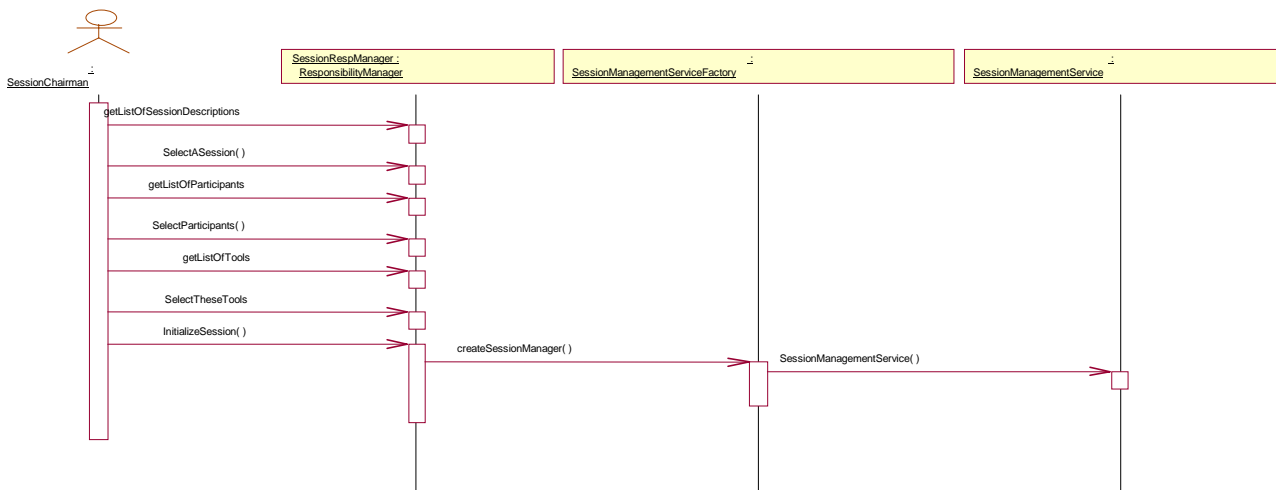 :
SessionChairman
SessionRespManager :
ResponsibilityManager
:
SessionManagementServiceFactory
:
SessionManagementService
getListOfSessionDescriptions
SelectASession( )
getListOfParticipants
SelectParticipants( )
getListOfTools
SelectTheseTools
InitializeSession( )
createSessionManager( )
SessionManagementService( )